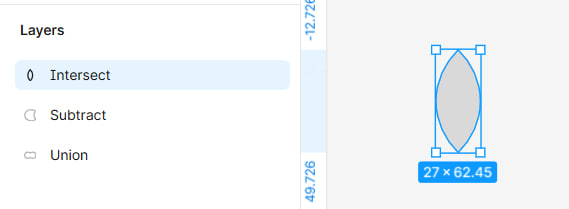 Layers
Intersect
Subtract
Union
-12.726
49.726
27 × 62.45